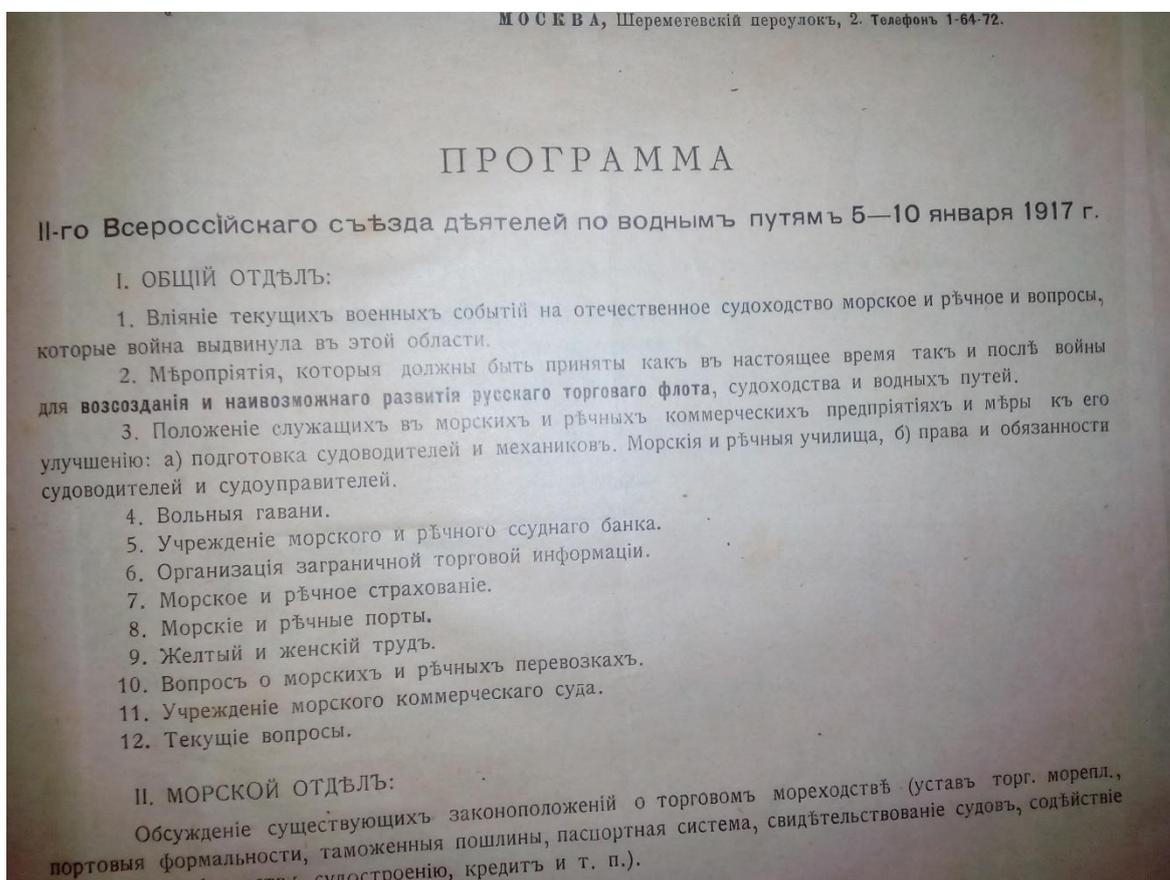 МОСКВА, Шереметевскій переулокъ, 2. Телефонъ 1-64-72.
ПРОГРАММА
II-го Всероссійскаго съѣзда дѣятелей по воднымъ путямъ 5—10 января 1917 г.
I. ОБЩІЙ ОТДѢЛЪ:
1. Вліяніе текущихъ военныхъ событій на отечественное судоходство морское и рѣчное и вопросы,
которые война выдвинула въ этой области.
2. Мѣропріятія, которыя должны быть приняты какъ въ настоящее время такъ и послѣ войны
для возсозданія и наивозможнаго развитія русскаго торговаго флота, судоходства и водныхъ путей.
3. Положеніе служащихъ въ морскихъ и рѣчныхъ коммерческихъ предпріятіяхъ и мѣры къ его
улучшенію: а) подготовка судоводителей и механиковъ. Морскія и рѣчныя училища, б) права и обязанности
судоводителей и судоуправителей.
4. Вольныя гавани.
5. Учрежденіе морского и рѣчного ссуднаго банка.
6. Организація заграничной торговой информаціи.
7. Морское и рѣчное страхованіе.
8. Морскіе и рѣчные порты.
9. Желтый и женскій трудъ.
10. Вопросъ о морскихъ и рѣчныхъ перевозкахъ.
11. Учрежденіе морского коммерческаго суда.
12. Текущіе вопросы.
II. МОРСКОЙ ОТДѢЛЪ:
Обсужденіе существующихъ законоположеній о торговомъ мореходствѣ (уставъ торг. морепл.,
портовыя формальности, таможенныя пошлины, паспортная система, свидѣтельствованіе судовъ, содѣйствіе
судостроенію, кредитъ и т. п.).